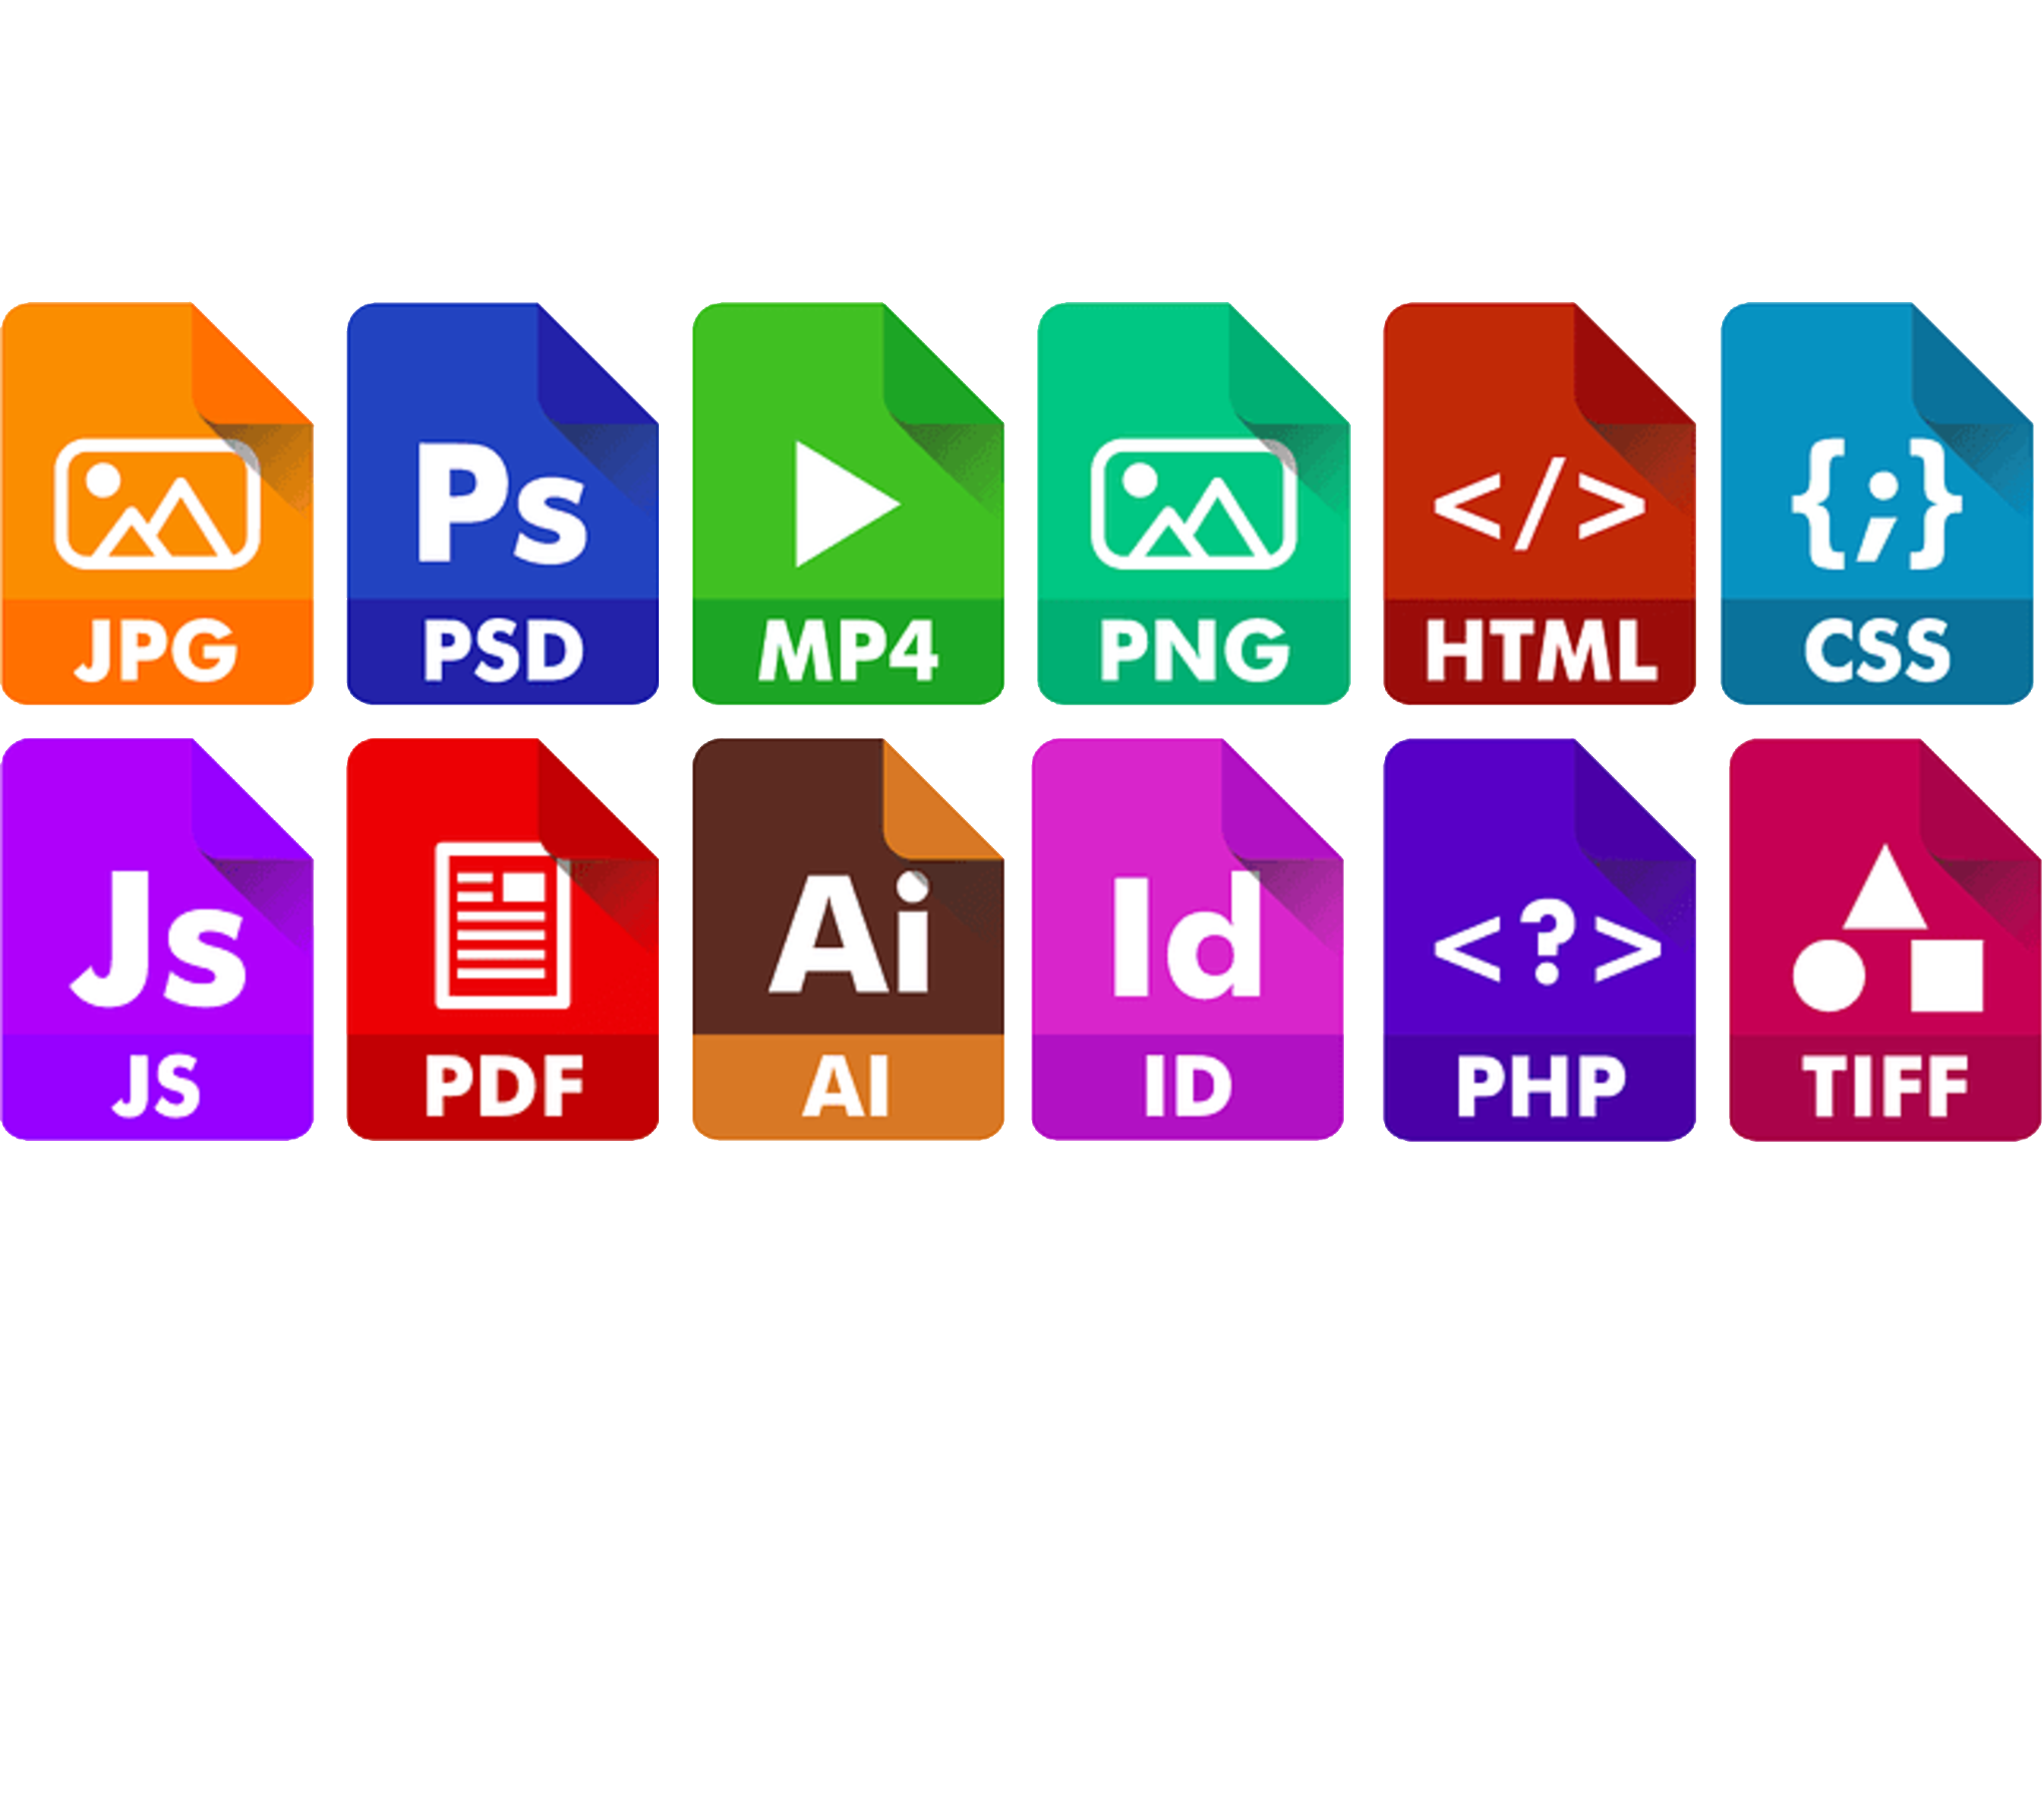 Ps </> {;}
JPG PSD MP4 PNG HTML CSS
Js Ai Id <?>
JS PDF AI ID PHP TIFF